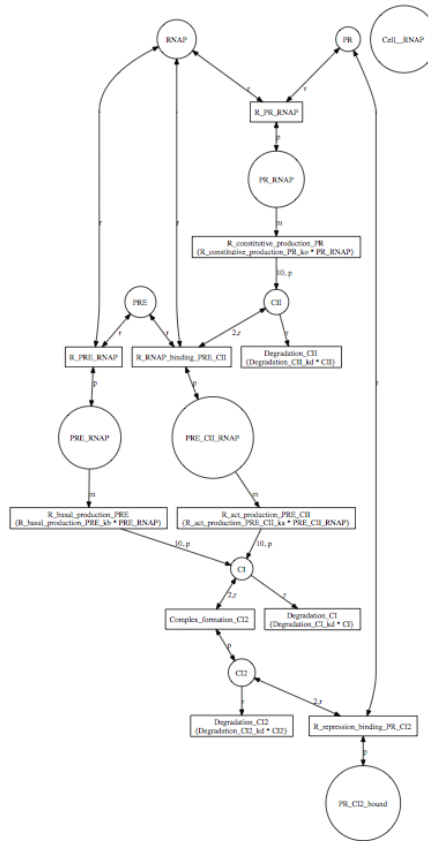 RNAP
PR
Cell__RNAP
r
r
R_PR_RNAP
p
PR_RNAP
r
r
m
R_constitutive_production_PR
{R_constitutive_production_PR_ko * PR_RNAP}
10, p
PRE
CII
r
r
2,r
r
r
R_PRE_RNAP
R_RNAP_binding_PRE_CII
Degradation_CII
{Degradation_CII_kd * CII}
p
p
PRE_RNAP
PRE_CII_RNAP
m
m
R_basal_production_PRE
{R_basal_production_PRE_kb * PRE_RNAP}
R_act_production_PRE_CII
{R_act_production_PRE_CII_ka * PRE_CII_RNAP}
10, p
10, p
CI
2,r
r
Complex_formation_CI2
Degradation_CI
{Degradation_CI_kd * CI}
p
CI2
r
2,r
Degradation_CI2
{Degradation_CI2_kd * CI2}
R_repression_binding_PR_CI2
p
PR_CI2_bound